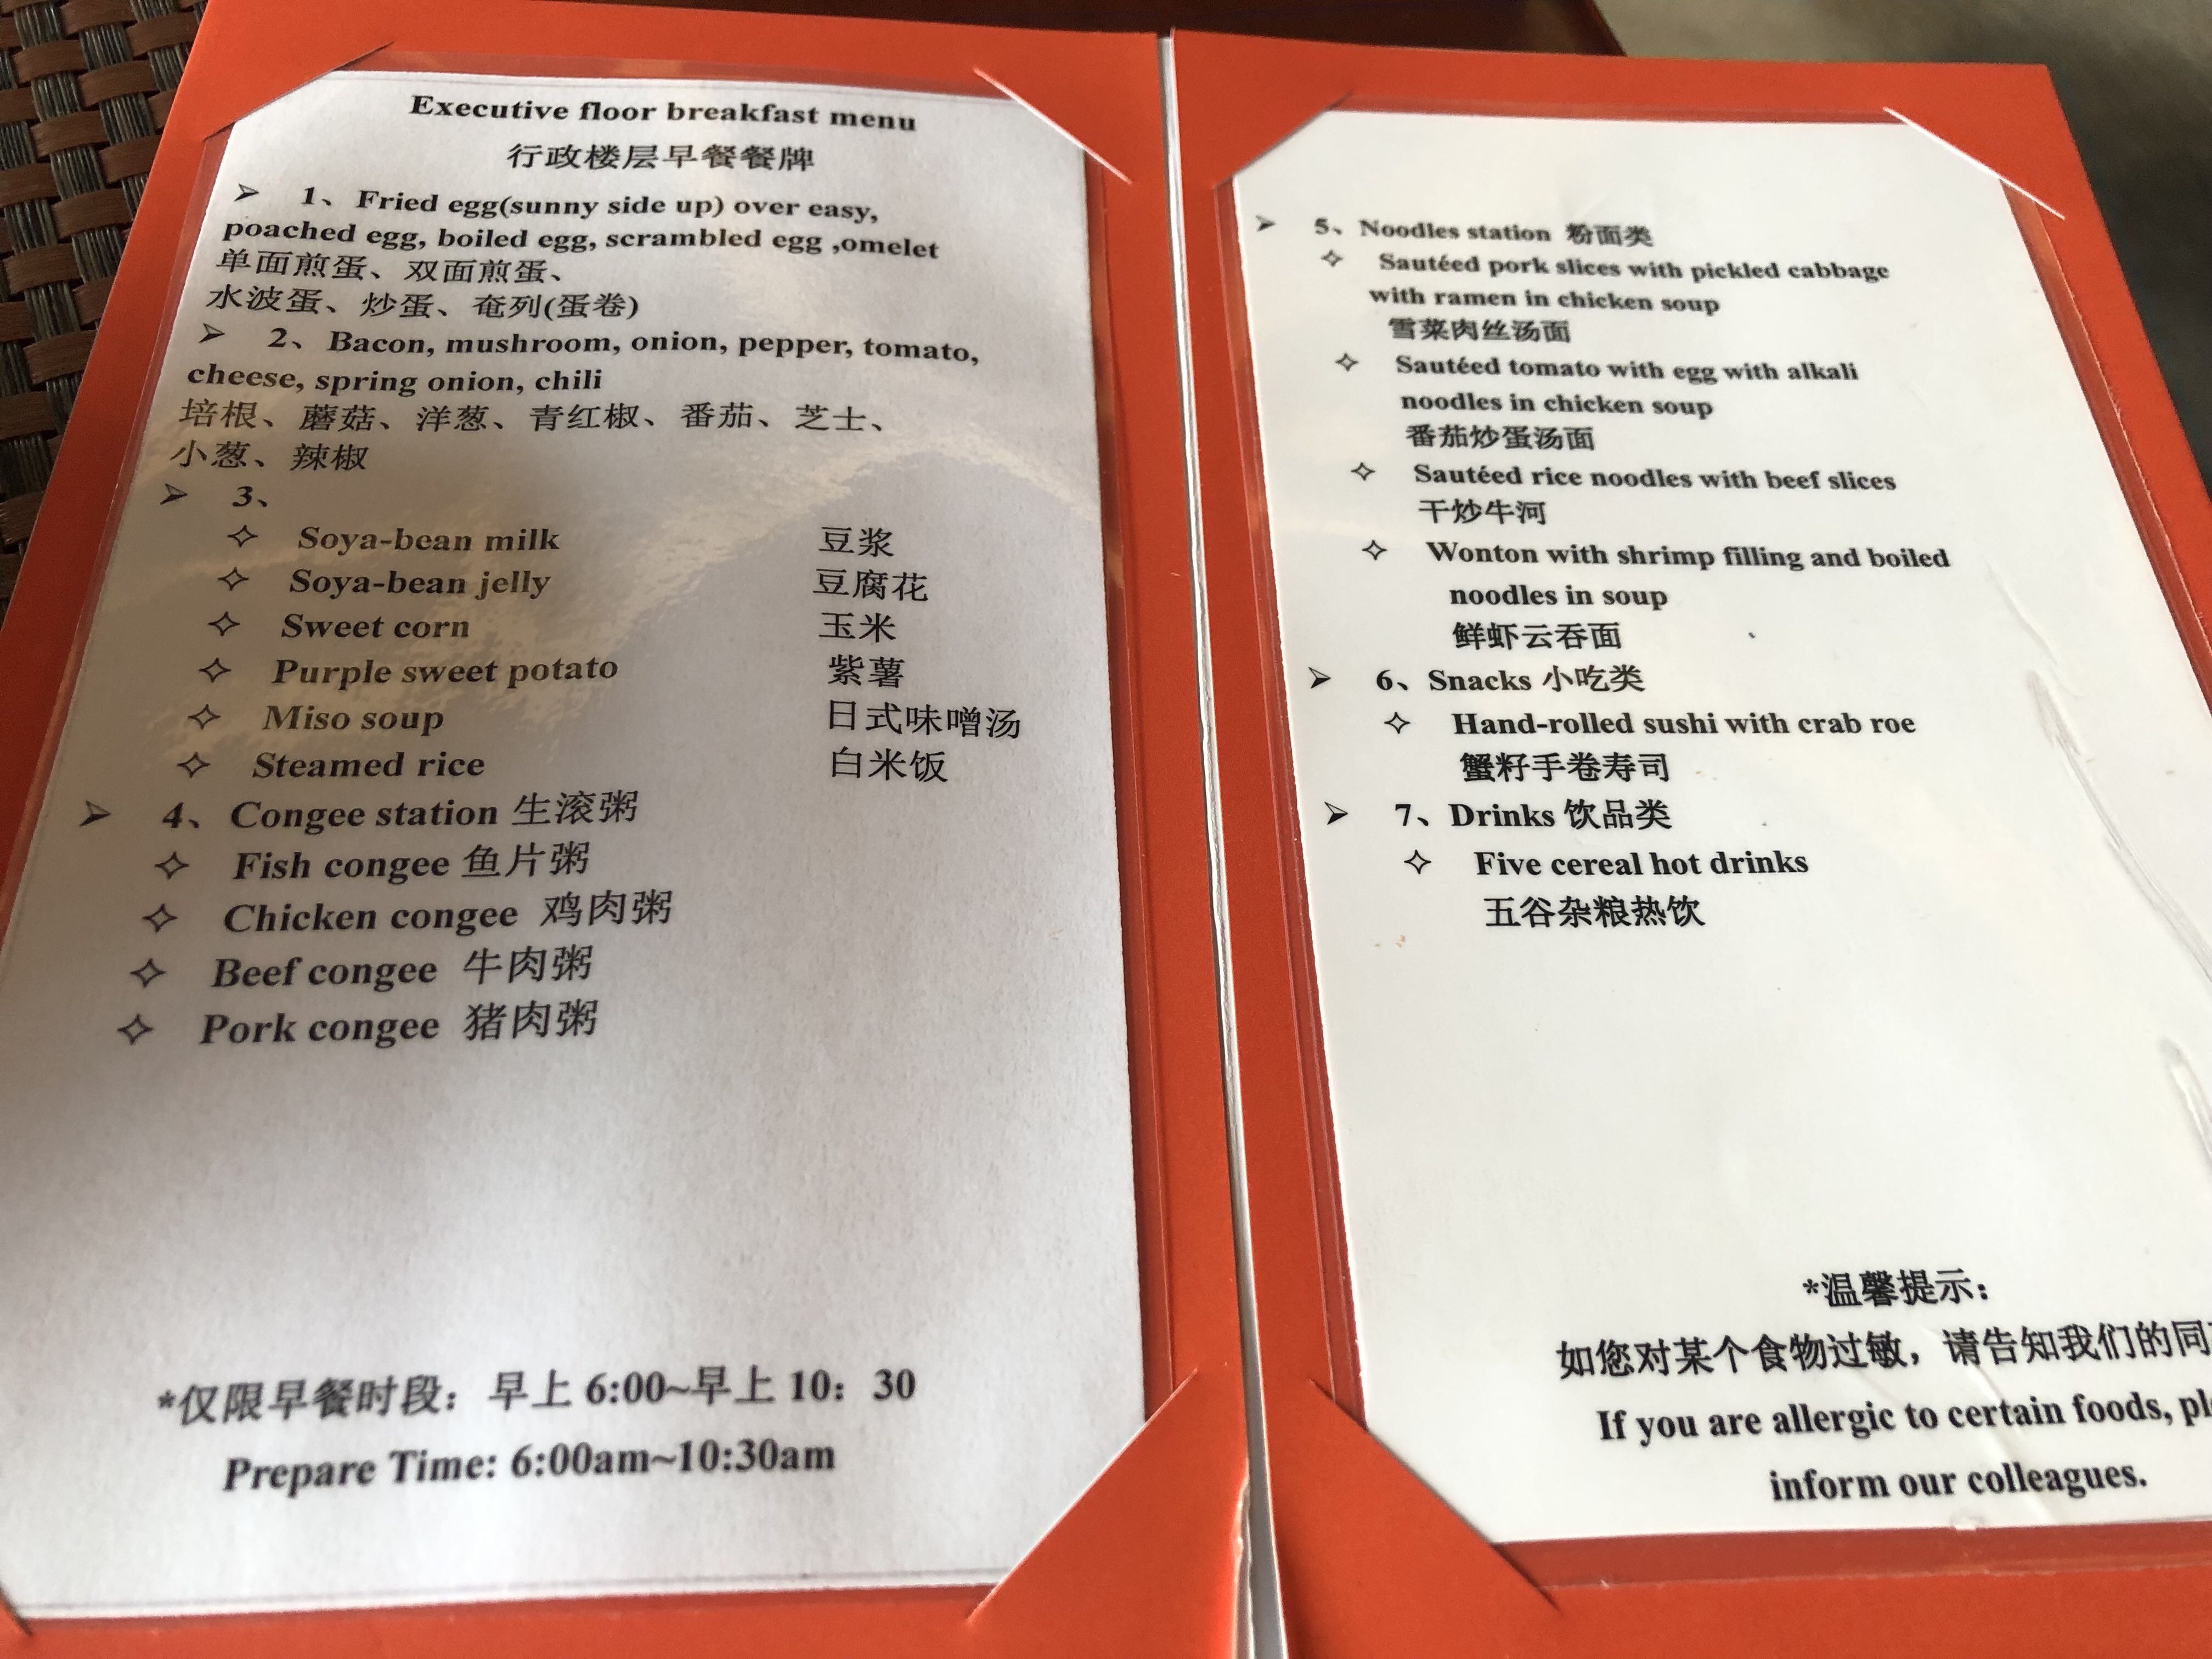 Executive floor breakfast menu
行政楼层早餐餐牌
➢ 1、Fried egg(sunny side up) over easy,
poached egg, boiled egg, scrambled egg ,omelet
单面煎蛋、双面煎蛋、
水波蛋、炒蛋、奄列(蛋卷)
➢ 2、Bacon, mushroom, onion, pepper, tomato,
cheese, spring onion, chili
培根、蘑菇、洋葱、青红椒、番茄、芝士、
小葱、辣椒
➢ 3、
✧ Soya-bean milk 豆浆
✧ Soya-bean jelly 豆腐花
✧ Sweet corn 玉米
✧ Purple sweet potato 紫薯
✧ Miso soup 日式味噌汤
✧ Steamed rice 白米饭
➢ 4、Congee station 生滚粥
✧ Fish congee 鱼片粥
✧ Chicken congee 鸡肉粥
✧ Beef congee 牛肉粥
✧ Pork congee 猪肉粥
*仅限早餐时段：早上 6:00~早上 10：30
Prepare Time: 6:00am~10:30am
➢ 5、Noodles station 粉面类
✧ Sautéed pork slices with pickled cabbage
with ramen in chicken soup
雪菜肉丝汤面
✧ Sautéed tomato with egg with alkali
noodles in chicken soup
番茄炒蛋汤面
✧ Sautéed rice noodles with beef slices
干炒牛河
✧ Wonton with shrimp filling and boiled
noodles in soup
鲜虾云吞面
➢ 6、Snacks 小吃类
✧ Hand-rolled sushi with crab roe
蟹籽手卷寿司
➢ 7、Drinks 饮品类
✧ Five cereal hot drinks
五谷杂粮热饮
*温馨提示：
如您对某个食物过敏，请告知我们的同
If you are allergic to certain foods,
inform our colleagues.